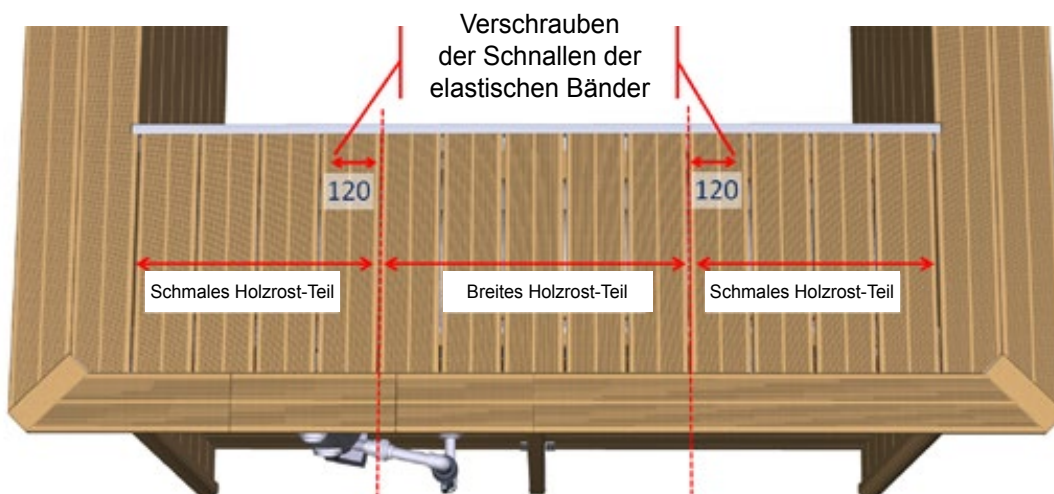 Verschrauben
der Schnallen der
elastischen Bänder
120
120
Schmales Holzrost-Teil
Breites Holzrost-Teil
Schmales Holzrost-Teil